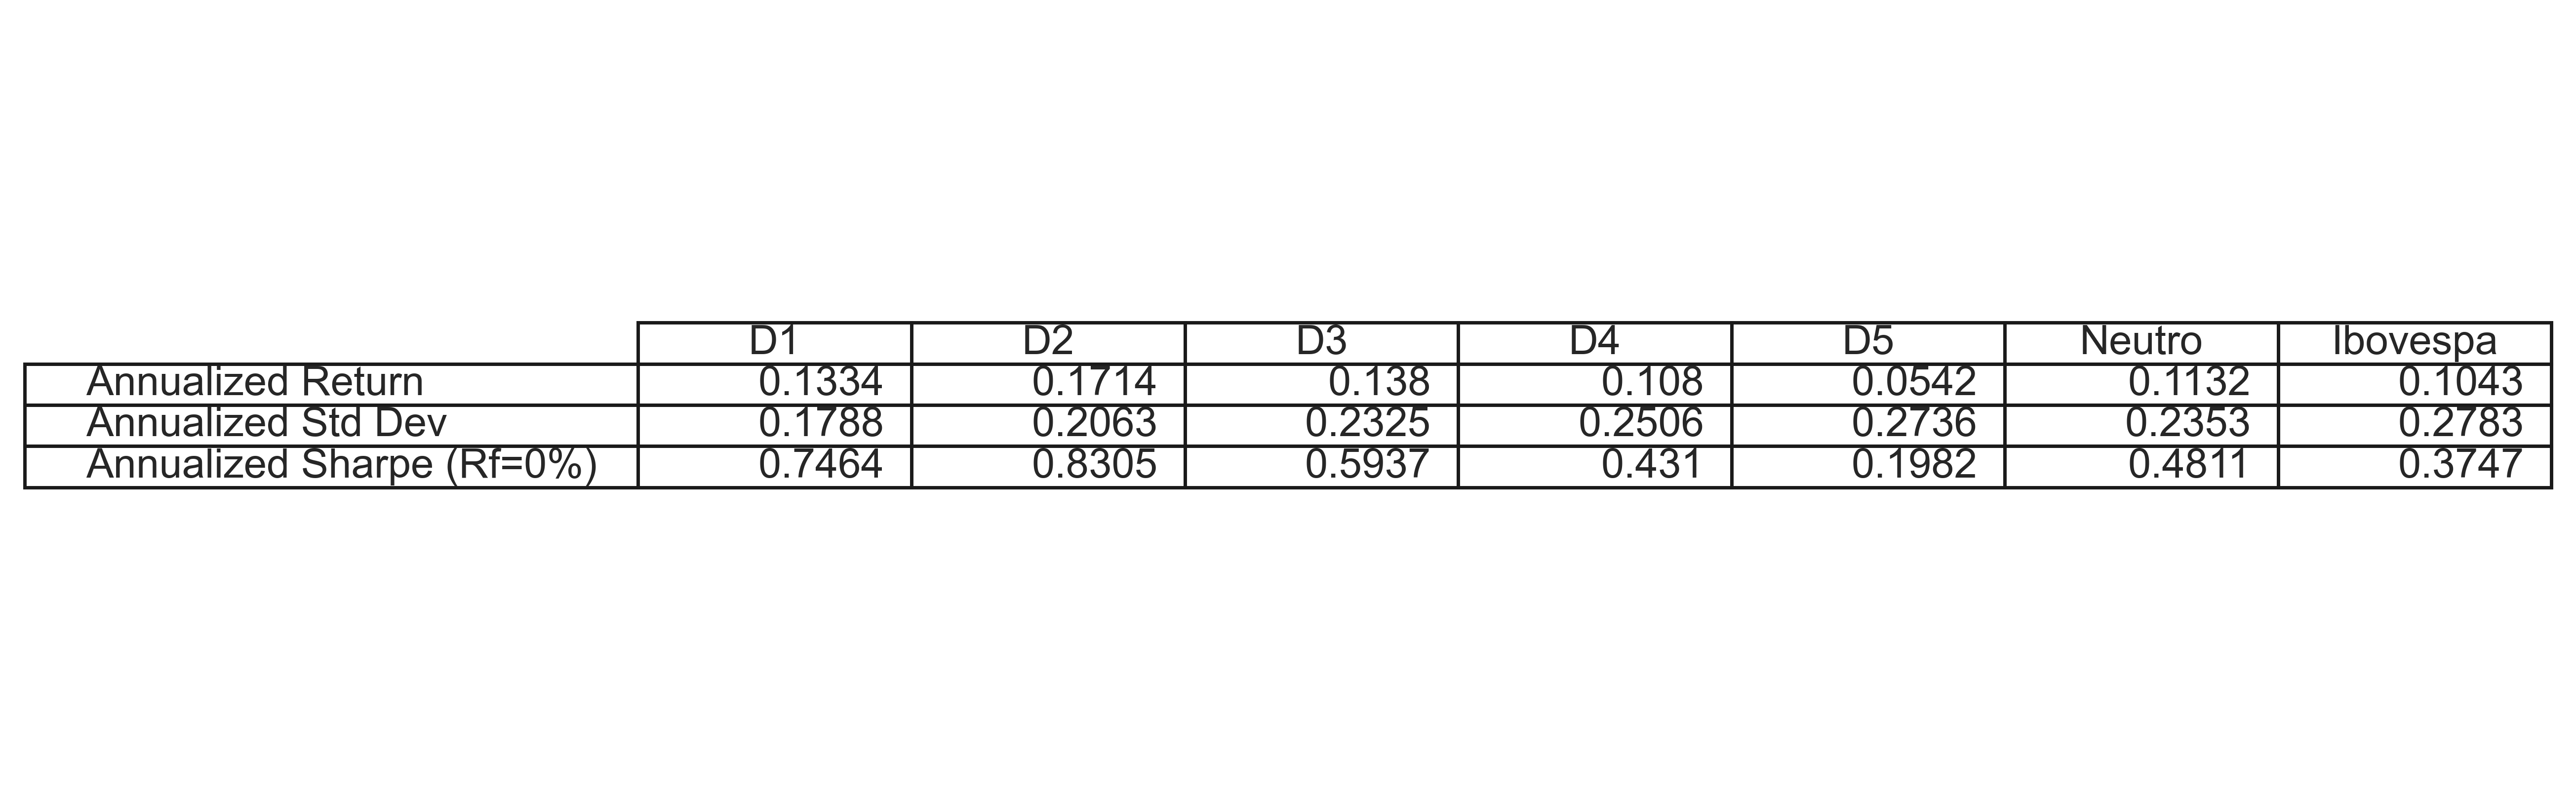 D1 D2 D3 D4 D5 Neutro Ibovespa
Annualized Return 0.1334 0.1714 0.138 0.108 0.0542 0.1132 0.1043
Annualized Std Dev 0.1788 0.2063 0.2325 0.2506 0.2736 0.2353 0.2783
Annualized Sharpe (Rf=0%) 0.7464 0.8305 0.5937 0.431 0.1982 0.4811 0.3747